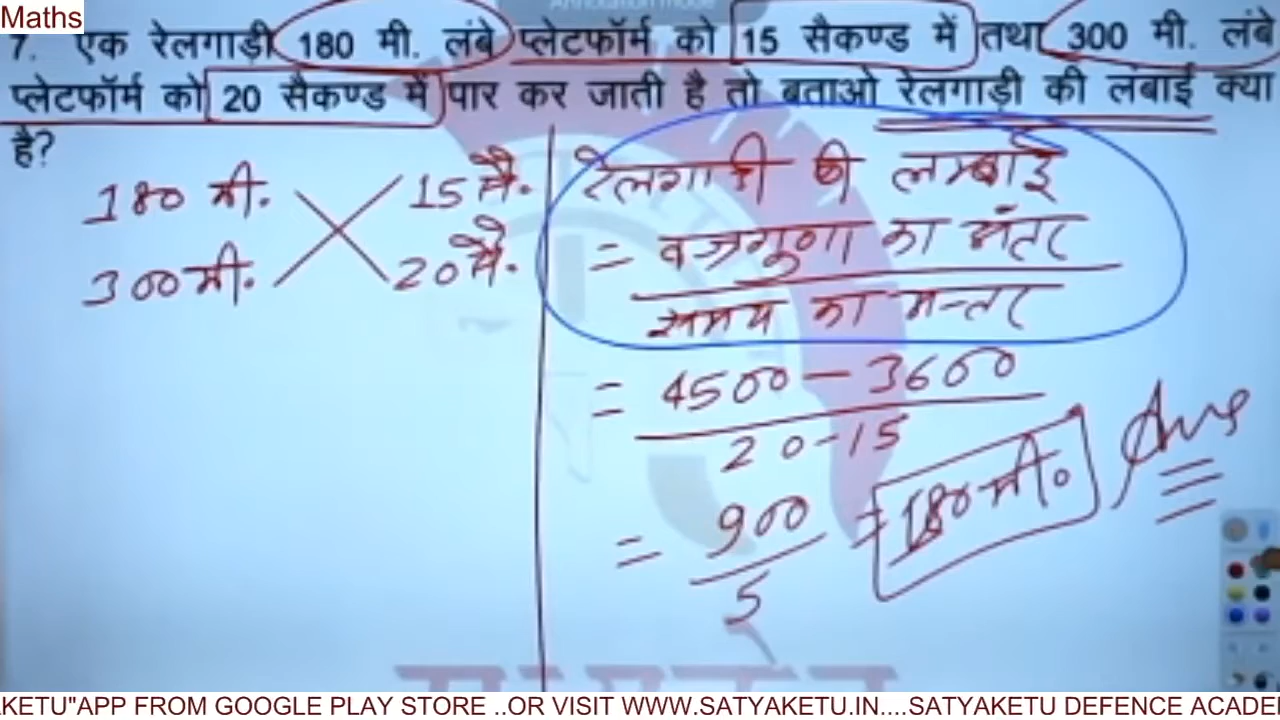 Maths
7. एक रेलगाड़ी 180 मी. लंबे प्लेटफॉर्म को 15 सैकण्ड में तथा 300 मी. लंबे
प्लेटफॉर्म को 20 सैकण्ड में पार कर जाती है तो बताओ रेलगाड़ी की लंबाई क्या
है?
180 मी. 15 सै.
300 मी. 20 सै.
रेलगाड़ी की लम्बाई
= वज्रगुणा का अंतर
समय का अन्तर
= 4500 - 3600
20-15
= 900 = 180 मी. Ans
5
KETU"APP FROM GOOGLE PLAY STORE ..OR VISIT WWW.SATYAKETU.IN....SATYAKETU DEFENCE ACADE